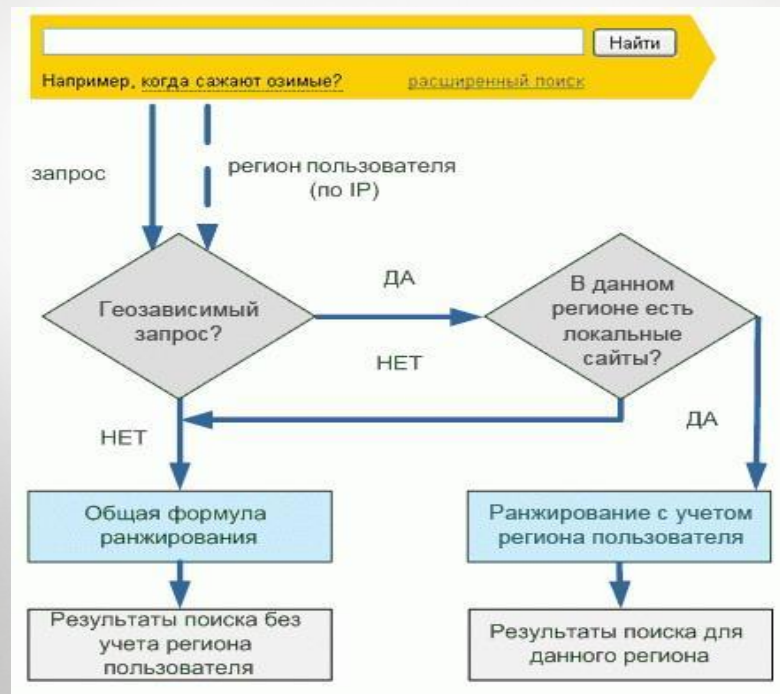 Найти
Например, когда сажают озимые?
расширенный поиск
запрос
регион пользователя
(по IP)
Геозависимый
запрос?
ДА
В данном
регионе есть
локальные
сайты?
НЕТ
НЕТ
ДА
Общая формула
ранжирования
Ранжирование с учетом
региона пользователя
Результаты поиска без
учета региона
пользователя
Результаты поиска для
данного региона